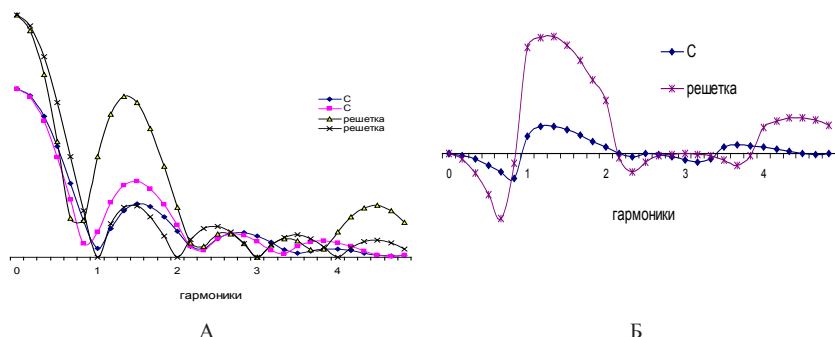 С
С
решетка
решетка
0 1 2 3 4
гармоники
А
С
решетка
0 1 2 3 4
гармоники
Б